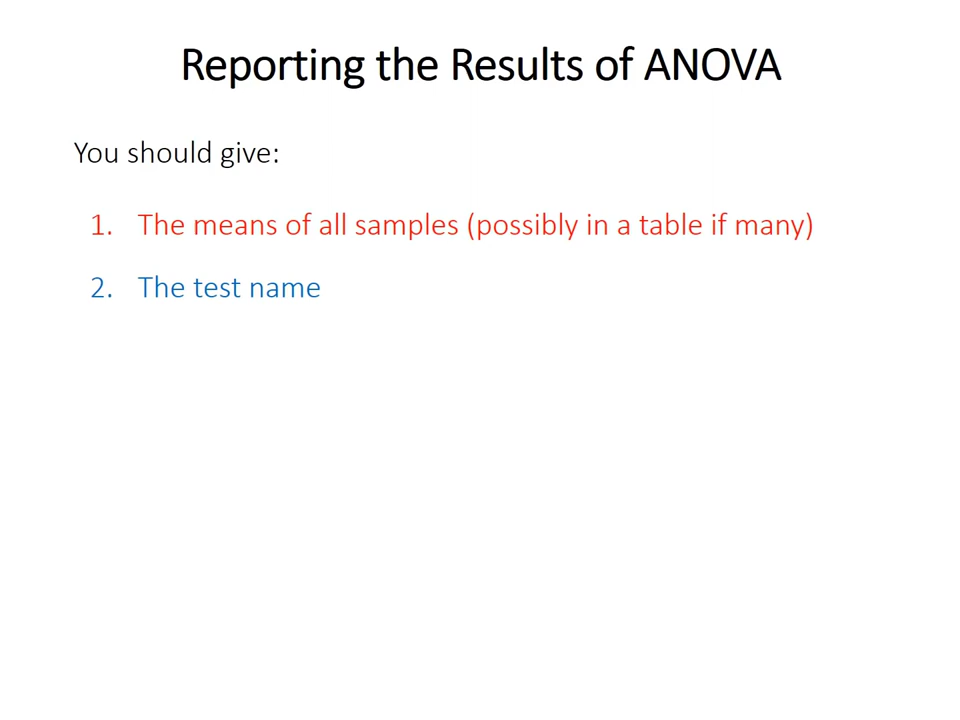 Reporting the Results of ANOVA
You should give:
1. The means of all samples (possibly in a table if many)
2. The test name